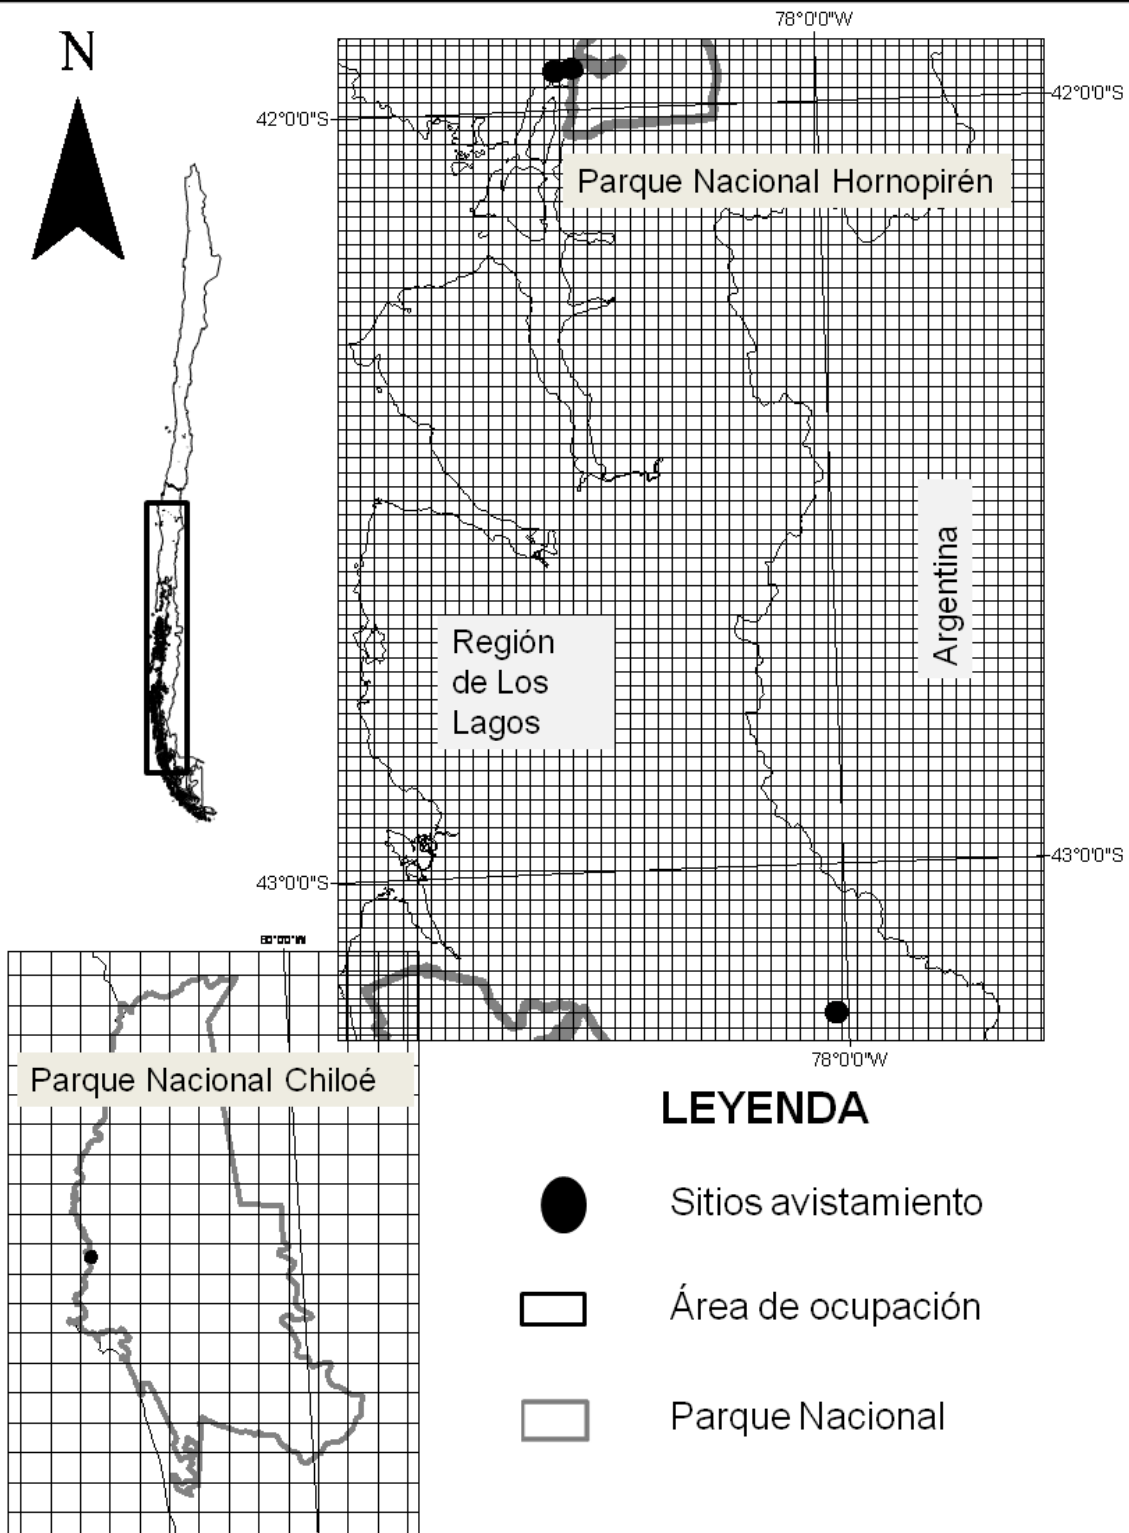 78°0'0"W
N
42°0'0"S
42°0'0"S
Parque Nacional Hornopirén
Argentina
Región
de Los
Lagos
43°0'0"S
43°0'0"S
78°0'0"W
Parque Nacional Chiloé
LEYENDA
Sitios avistamiento
Área de ocupación
Parque Nacional